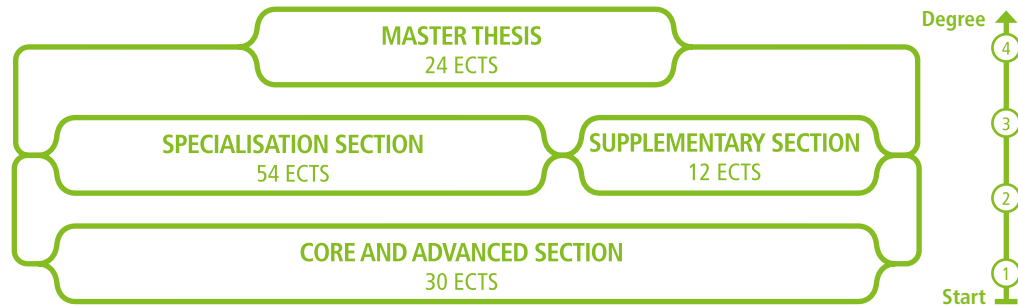 MASTER THESIS
24 ECTS
Degree
4
3
SPECIALISATION SECTION
54 ECTS
SUPPLEMENTARY SECTION
12 ECTS
2
CORE AND ADVANCED SECTION
30 ECTS
1
Start